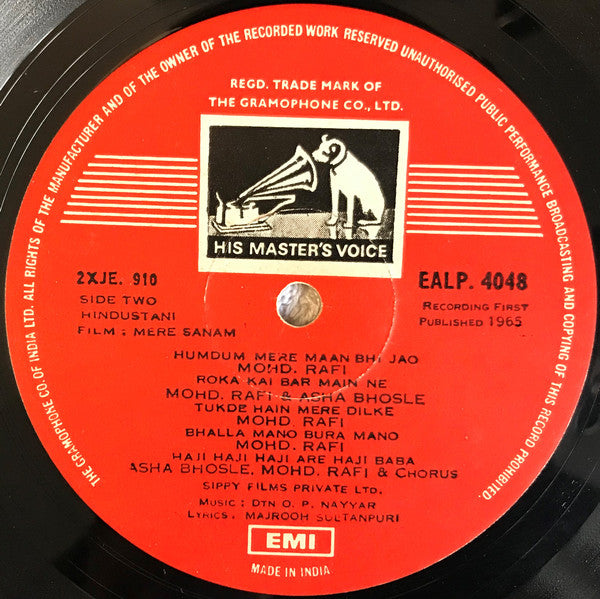 THE GRAMOPHONE CO. OF INDIA LTD. ALL RIGHTS OF THE MANUFACTURER AND OF THE OWNER OF THE RECORDED WORK RESERVED UNAUTHORISED PUBLIC PERFORMANCE BROADCASTING AND COPYING OF THIS RECORD PROHIBITED.
REGD. TRADE MARK OF
THE GRAMOPHONE CO., LTD.
HIS MASTER'S VOICE
2XJE. 910
SIDE TWO
HINDUSTANI
FILM : MERE SANAM
EALP. 4048
RECORDING FIRST
PUBLISHED 1965
HUMDUM MERE MAAN BHI JAO
MOHD. RAFI
ROKA KAI BAR MAIN NE
MOHD. RAFI & ASHA BHOSLE
TUKDE HAIN MERE DILKE
MOHD. RAFI
BHALLA MANO BURA MANO
MOHD. RAFI
HAJI HAJI HAJI ARE HAJI BABA
ASHA BHOSLE, MOHD. RAFI & CHORUS
SIPPY FILMS PRIVATE LTD.
MUSIC : DTN O. P. NAYYAR
LYRICS : MAJROOH SULTANPURI
EMI
MADE IN INDIA